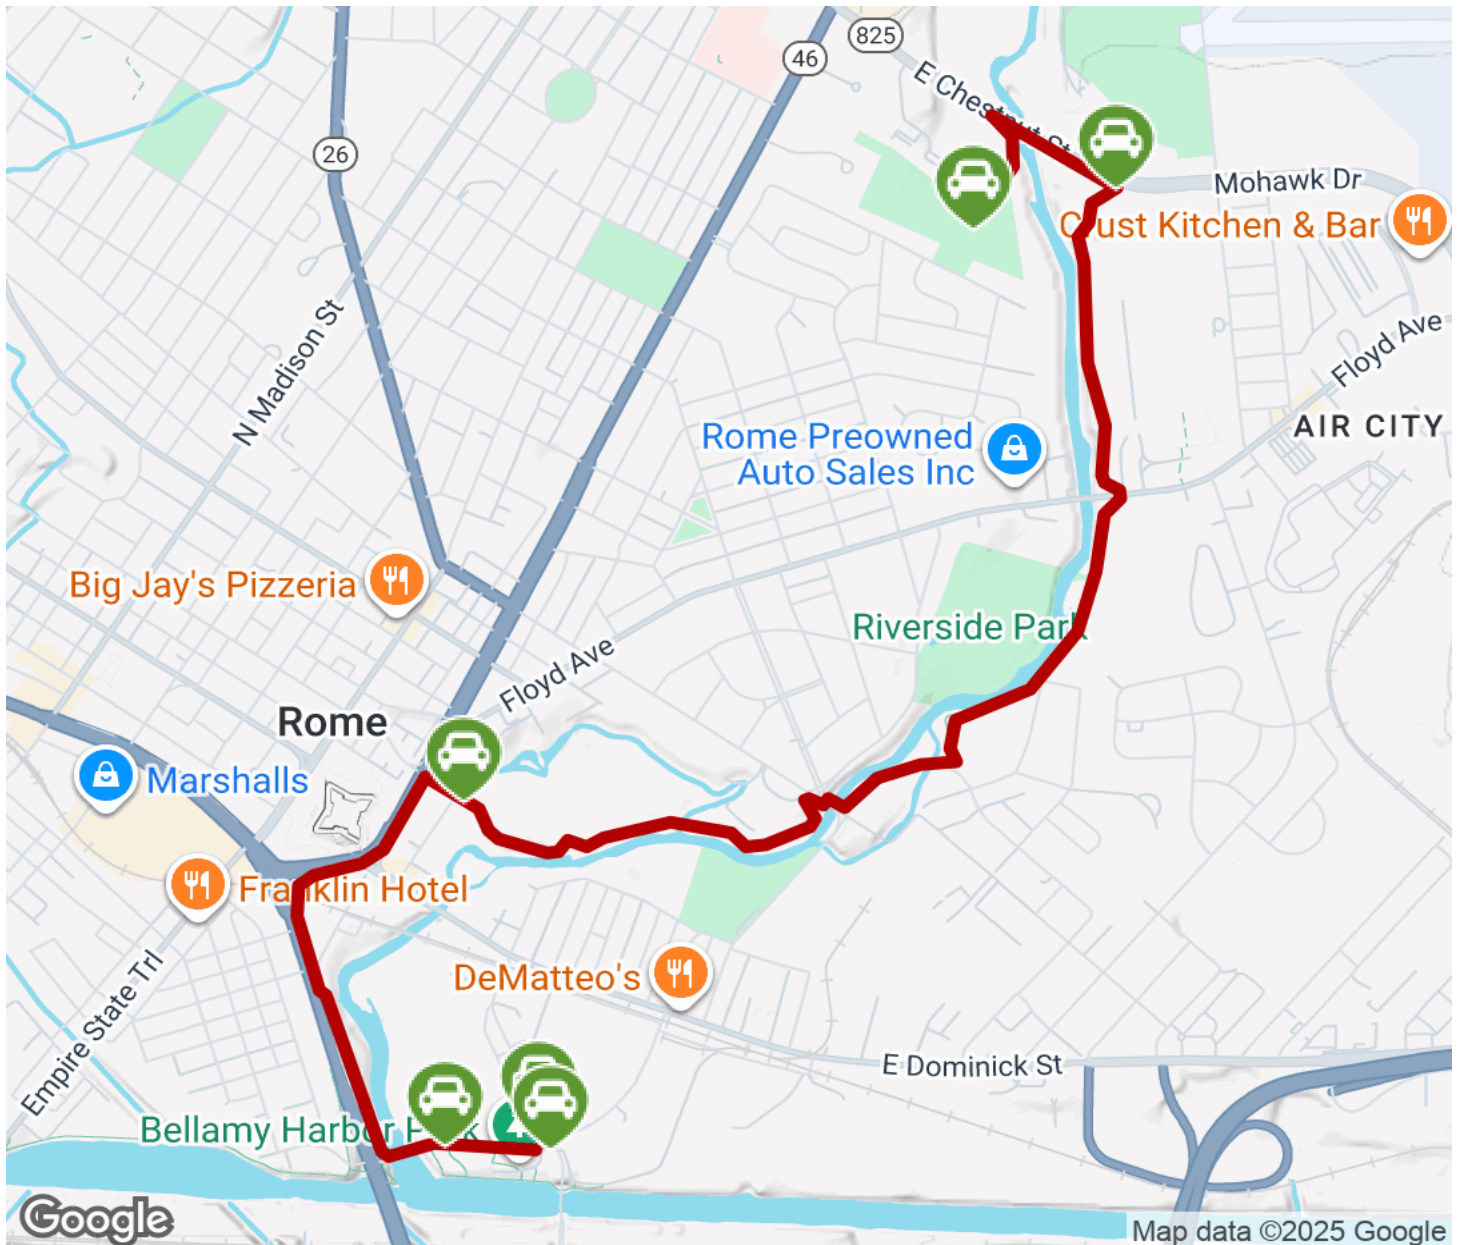 825
46
E Chestnut St
26
Mohawk Dr
Crust Kitchen & Bar
N Madison St
Floyd Ave
Rome Preowned
Auto Sales Inc
AIR CITY
Big Jay's Pizzeria
Riverside Park
Floyd Ave
Rome
Marshalls
Franklin Hotel
DeMatteo's
Empire State Trl
E Dominick St
Bellamy Harbor Park
Google
Map data ©2025 Google